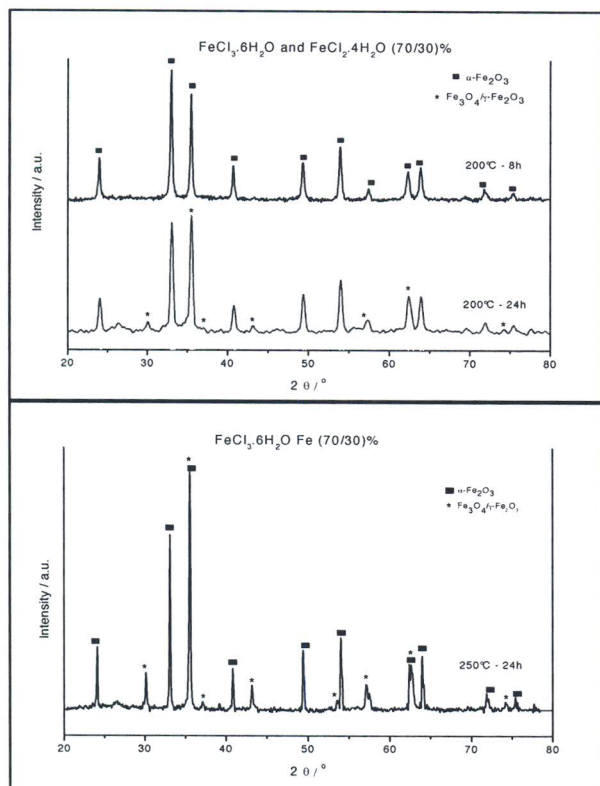 FeCl₃.6H₂O and FeCl₂.4H₂O (70/30)%
■ α-Fe₂O₃
* Fe₃O₄/γ-Fe₂O₃
200°C - 8h
200°C - 24h
Intensity / a.u.
20 30 40 50 60 70 80
2 θ / °
FeCl₃.6H₂O Fe (70/30)%
■ α-Fe₂O₃
* Fe₃O₄/γ-Fe₂O₃
250°C - 24h
Intensity / a.u.
20 30 40 50 60 70 80
2 θ / °